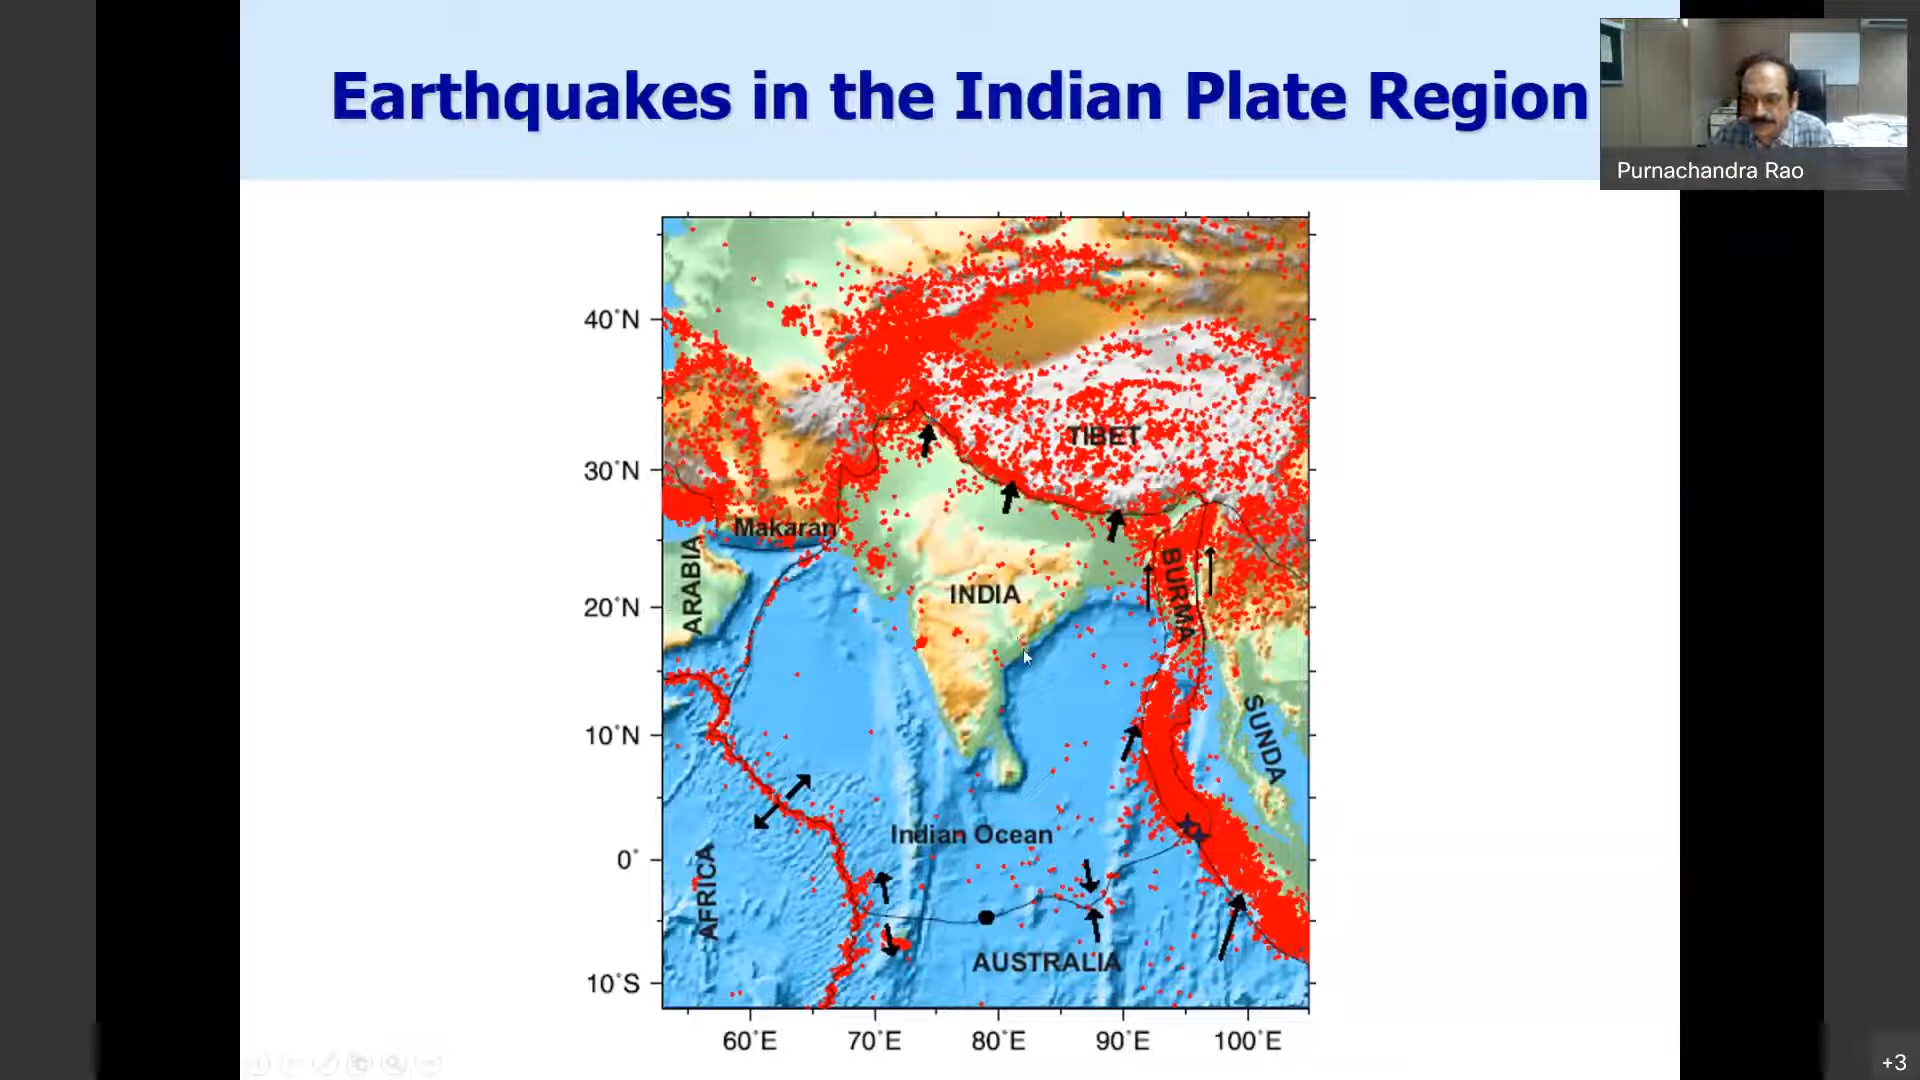 Earthquakes in the Indian Plate Region
Purnachandra Rao
40°N
30°N
20°N
10°N
0°
10°S
60°E
70°E
80°E
90°E
100°E
TIBET
Makaran
ARABIA
INDIA
BURMA
SUNDA
Indian Ocean
AFRICA
AUSTRALIA
+3